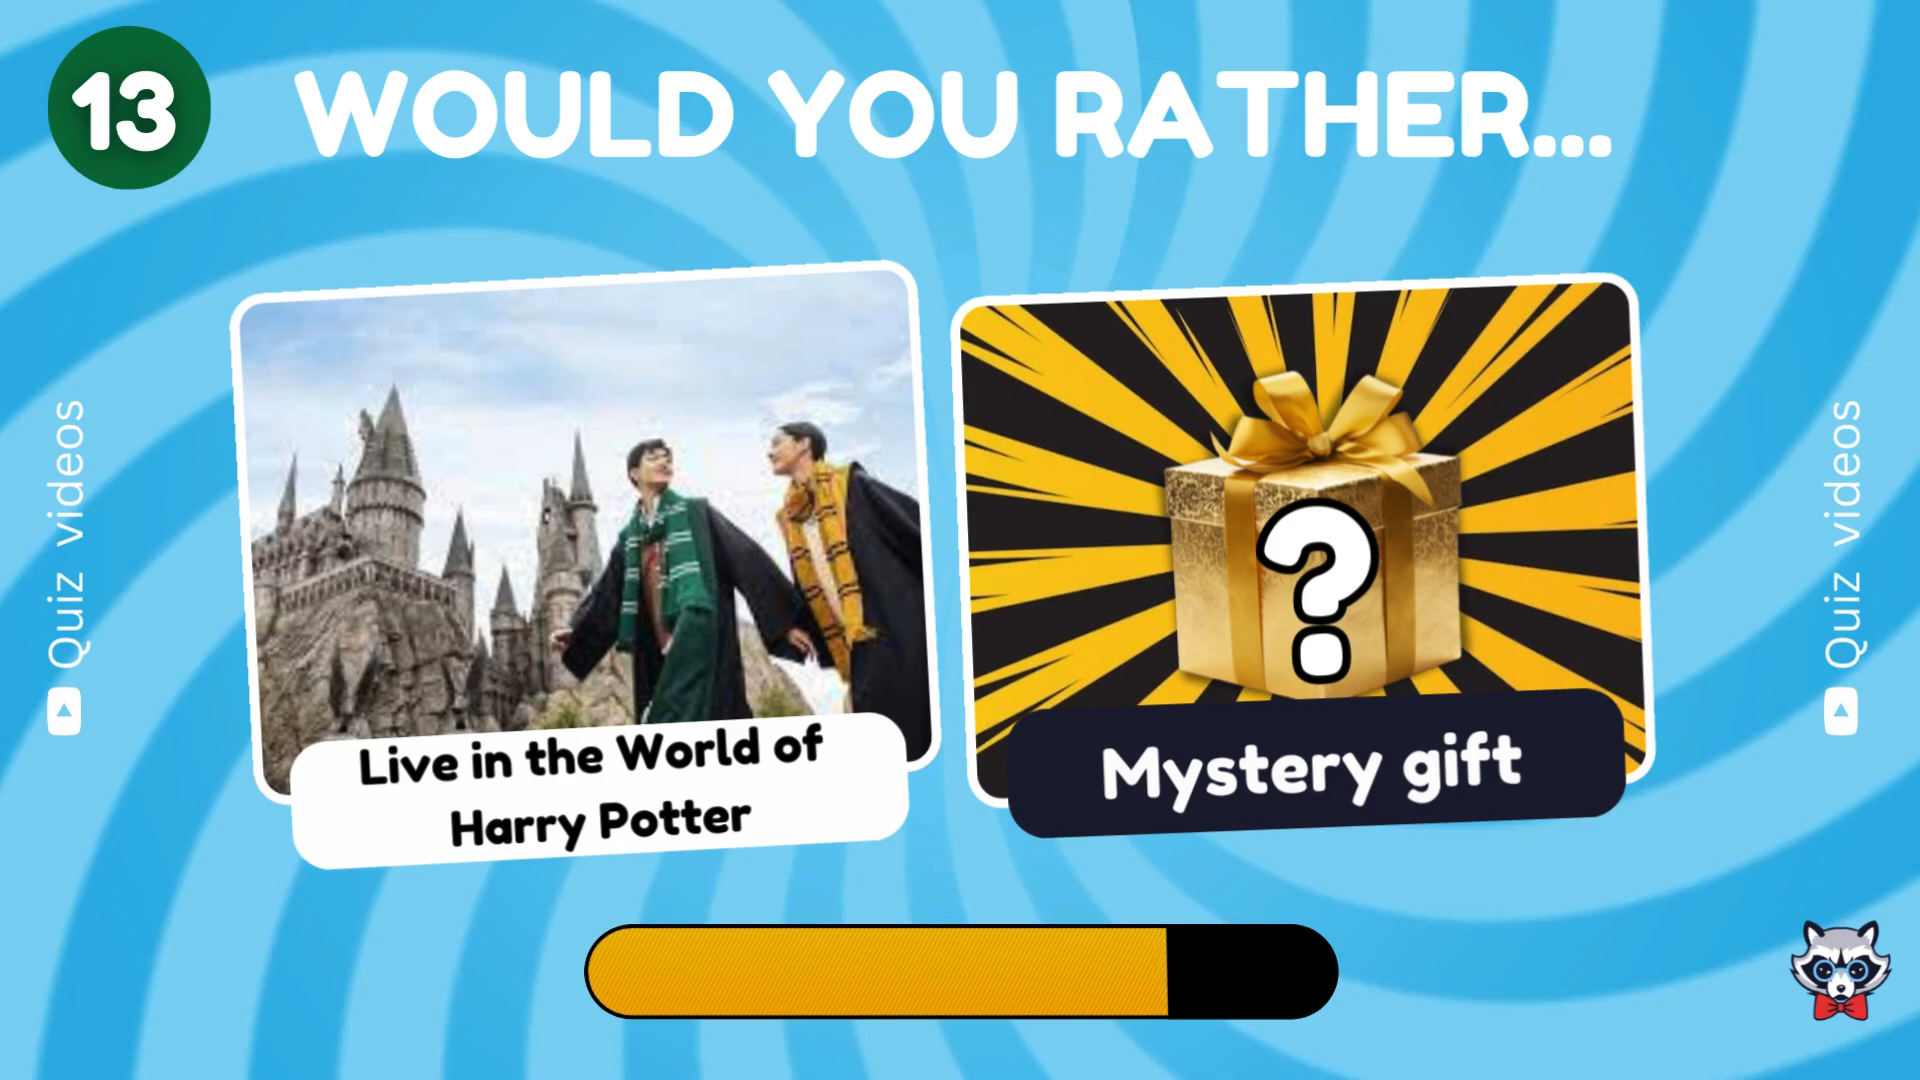 13
WOULD YOU RATHER...
Quiz videos
Live in the World of
Harry Potter
?
Mystery gift
Quiz videos